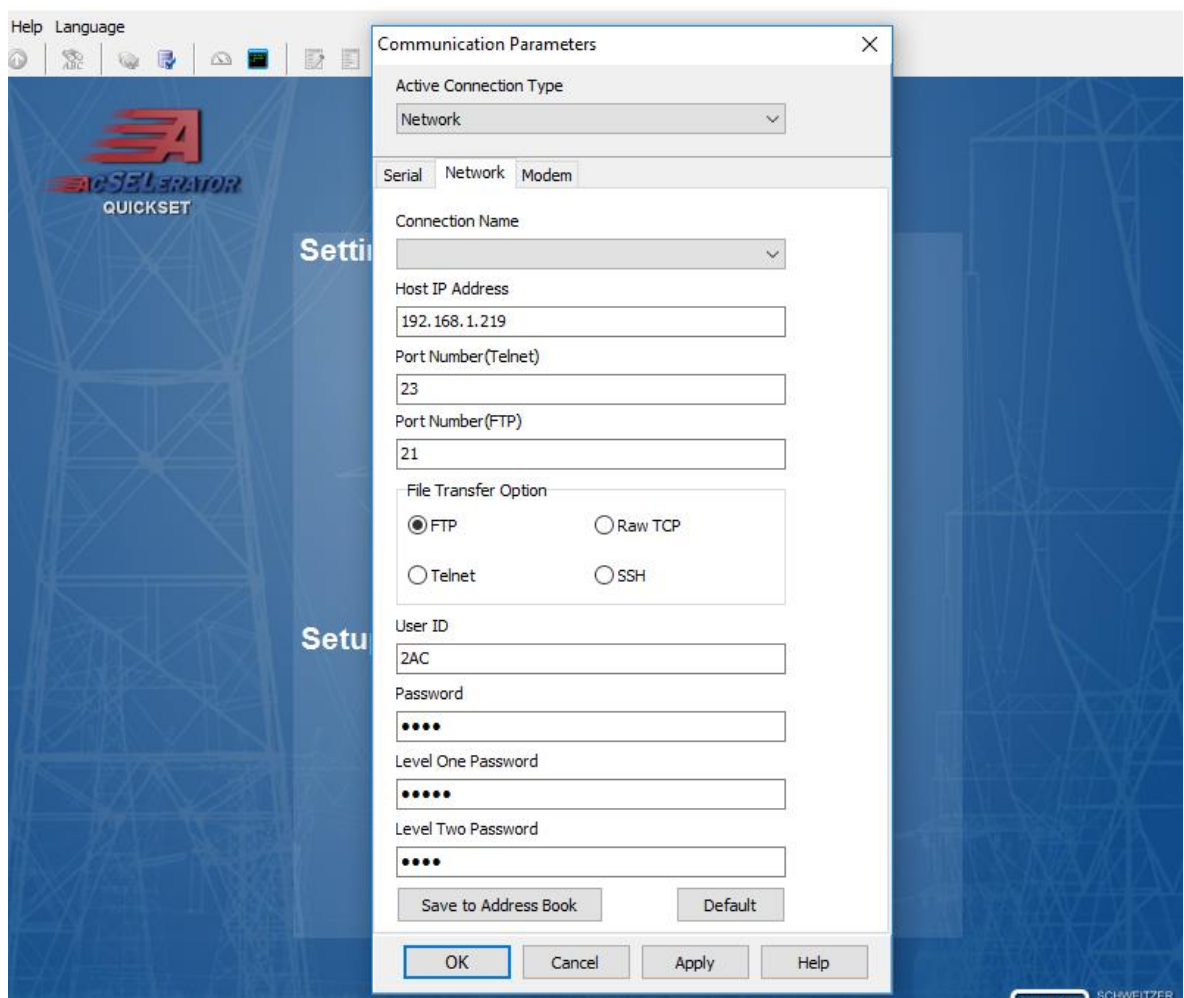 Help Language
Communication Parameters
Active Connection Type
Network
Serial Network Modem
ACSELERATOR
QUICKSET
Connection Name
Setti
Host IP Address
192.168.1.219
Port Number(Telnet)
23
Port Number(FTP)
21
File Transfer Option
FTP Raw TCP
Telnet SSH
User ID
Setu
2AC
Password
••••
Level One Password
•••••
Level Two Password
••••
Save to Address Book Default
OK Cancel Apply Help
SCHWEITZER